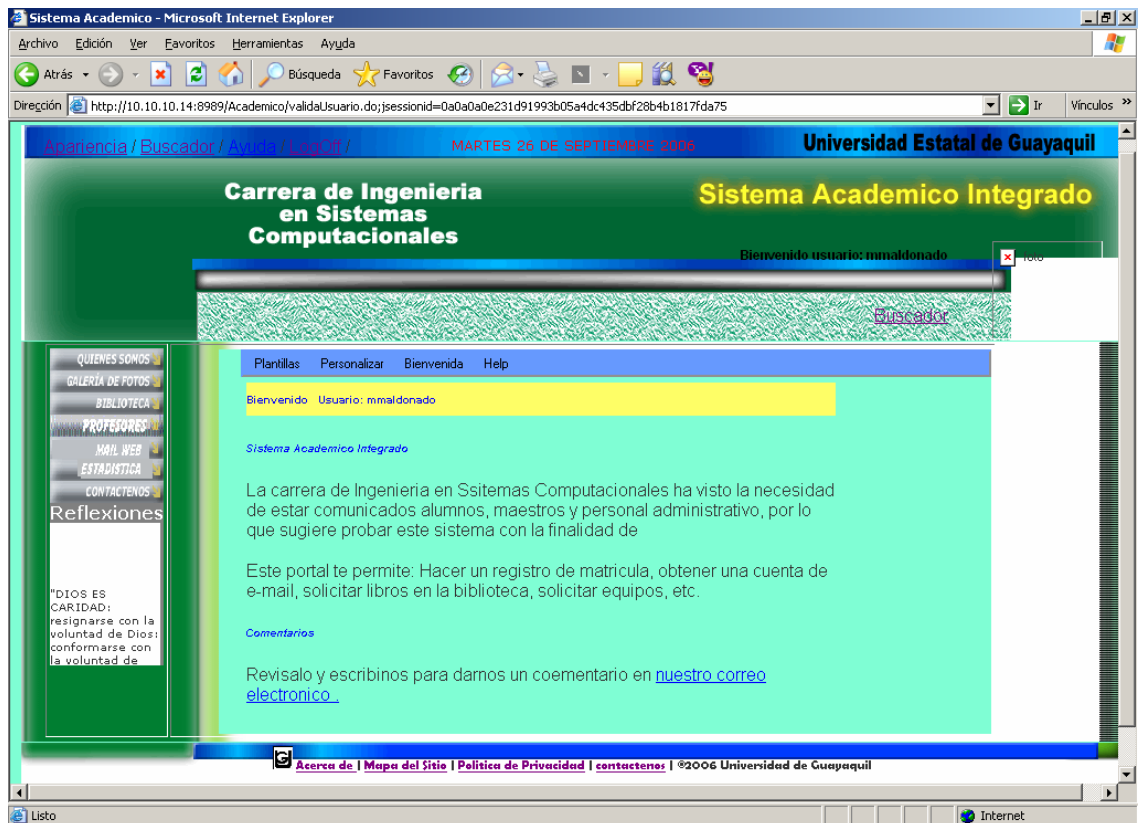 Sistema Academico - Microsoft Internet Explorer
Archivo Edición Ver Favoritos Herramientas Ayuda
Atrás Búsqueda Favoritos
Dirección http://10.10.10.14:8989/Academico/validaUsuario.do;jsessionid=0a0a0a0e231d91993b05a4dc435dbf28b4b1817fda75 Ir Vínculos »
Apariencia / Buscador / Ayuda / LogOff / MARTES 26 DE SEPTIEMBRE 2006 Universidad Estatal de Guayaquil
Carrera de Ingenieria
en Sistemas
Computacionales
Sistema Academico Integrado
Bienvenido usuario: mmaldonado
foto
Buscador
QUIENES SOMOS
GALERÍA DE FOTOS
BIBLIOTECA
PROFESORES
MAIL WEB
ESTADISTICA
CONTACTENOS
Reflexiones
"DIOS ES
CARIDAD:
resignarse con la
voluntad de Dios:
conformarse con
la voluntad de
Plantillas Personalizar Bienvenida Help
Bienvenido Usuario: mmaldonado
Sistema Academico Integrado
La carrera de Ingenieria en Ssitemas Computacionales ha visto la necesidad
de estar comunicados alumnos, maestros y personal administrativo, por lo
que sugiere probar este sistema con la finalidad de
Este portal te permite: Hacer un registro de matricula, obtener una cuenta de
e-mail, solicitar libros en la biblioteca, solicitar equipos, etc.
Comentarios
Revisalo y escribinos para darnos un coementario en nuestro correo
electronico .
G Acerca de | Mapa del Sitio | Politica de Privacidad | contactenos | ®2006 Universidad de Guayaquil
Listo Internet